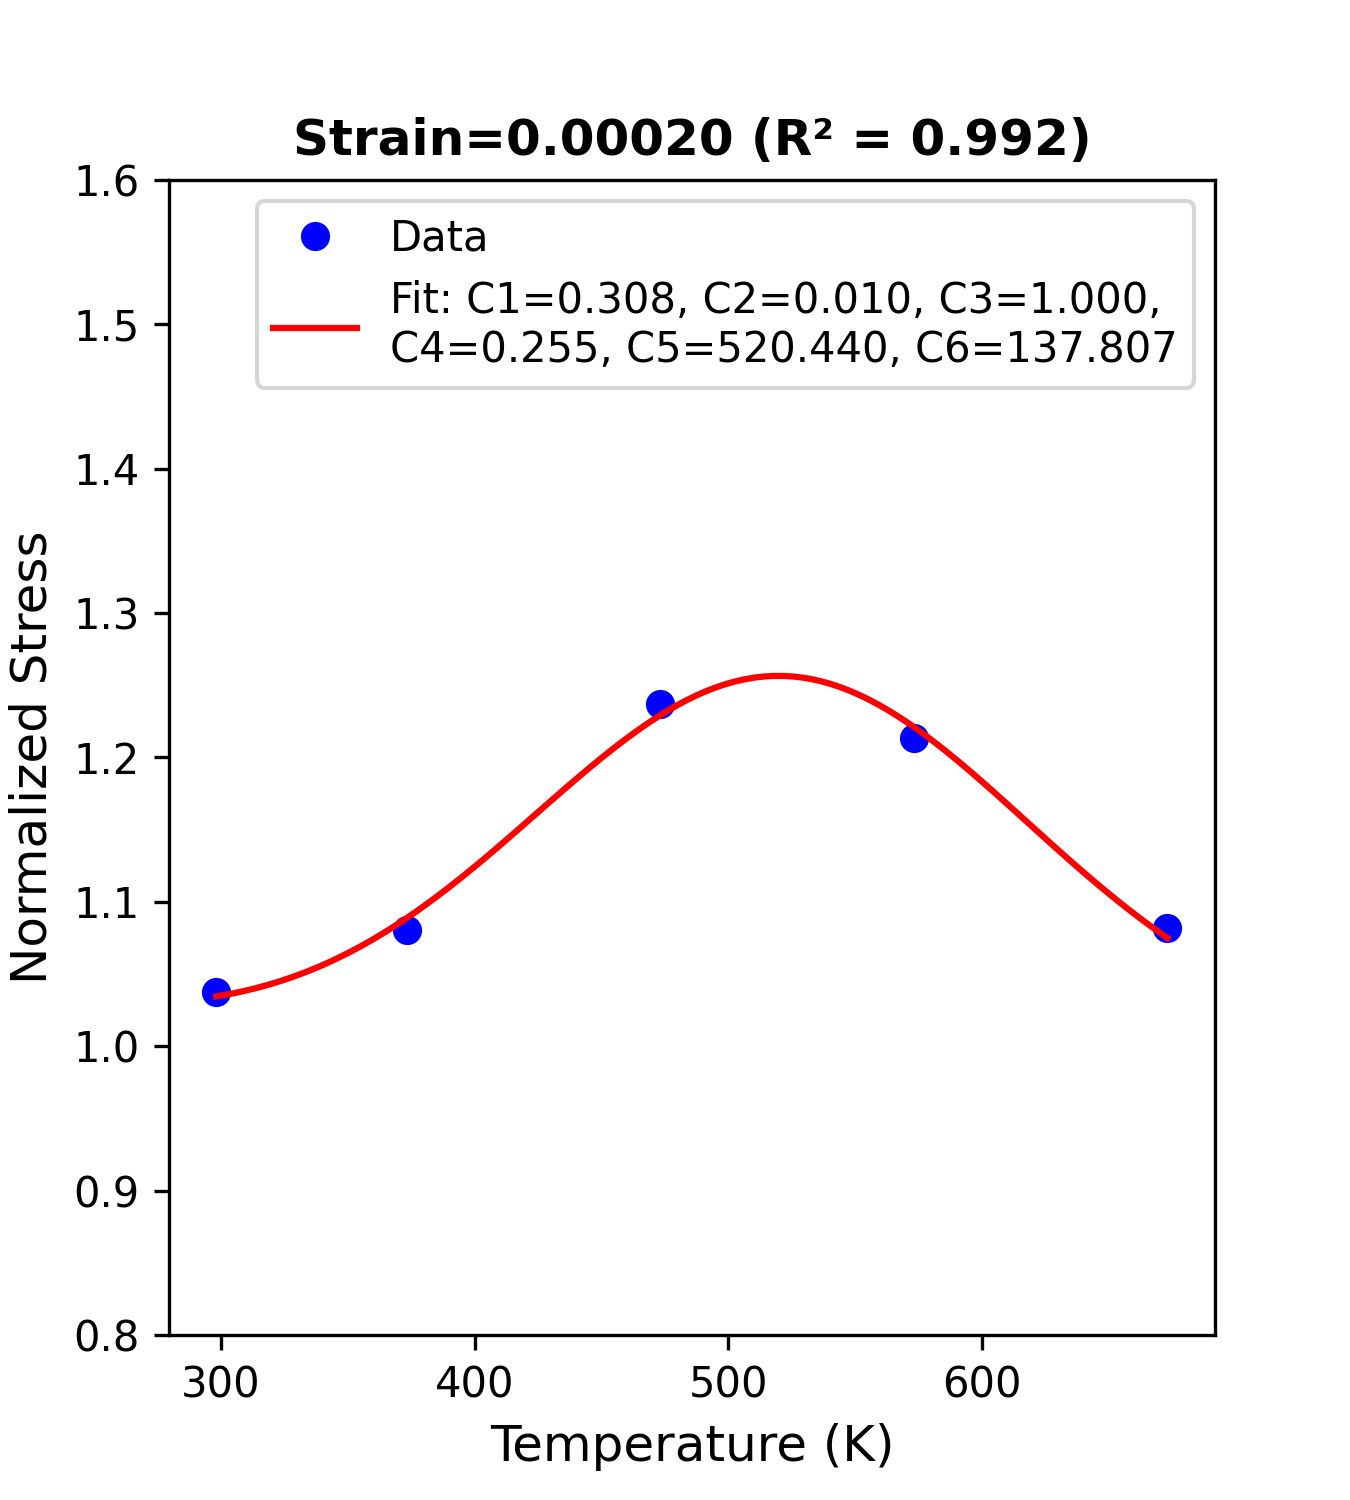 Strain=0.00020 (R² = 0.992)
1.6
1.5
1.4
1.3
1.2
1.1
1.0
0.9
0.8
Normalized Stress
Data
Fit: C1=0.308, C2=0.010, C3=1.000,
C4=0.255, C5=520.440, C6=137.807
300 400 500 600
Temperature (K)